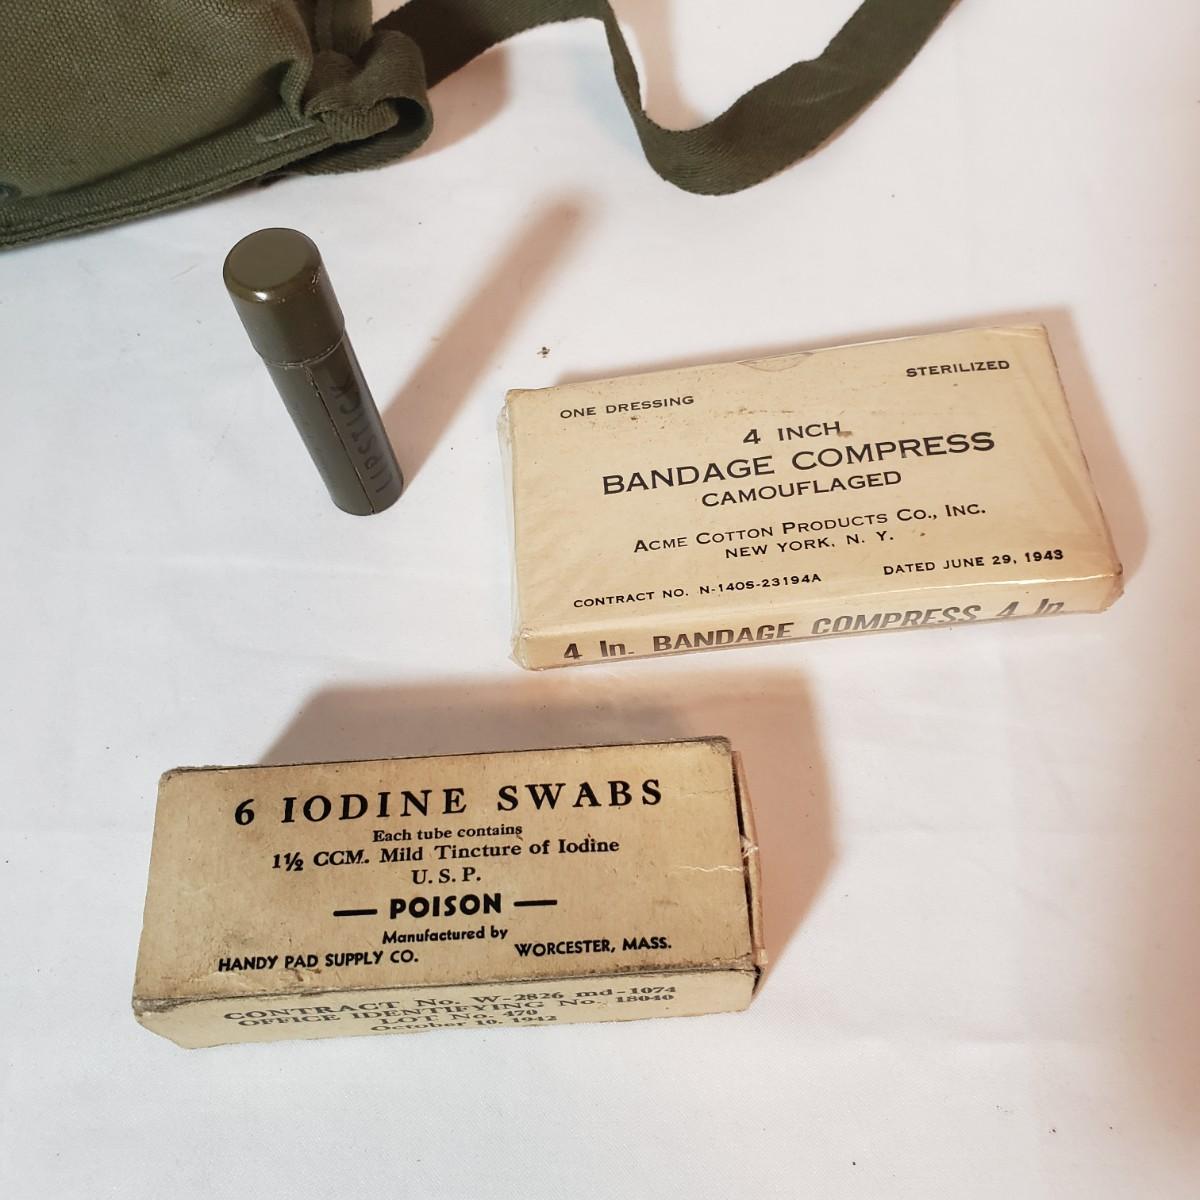 LIPSTICK
ONE DRESSING
STERILIZED
4 INCH
BANDAGE COMPRESS
CAMOUFLAGED
ACME COTTON PRODUCTS CO., INC.
NEW YORK, N. Y.
CONTRACT NO. N-140S-23194A
DATED JUNE 29, 1943
4 In. BANDAGE COMPRESS 4 In.
6 IODINE SWABS
Each tube contains
1½ CCM. Mild Tincture of Iodine
U. S. P.
— POISON —
Manufactured by
HANDY PAD SUPPLY CO. WORCESTER, MASS.
CONTRACT No. W-2826 md-1074
OFFICE IDENTIFYING No. 18040
LOT No. 470
October 10, 1942